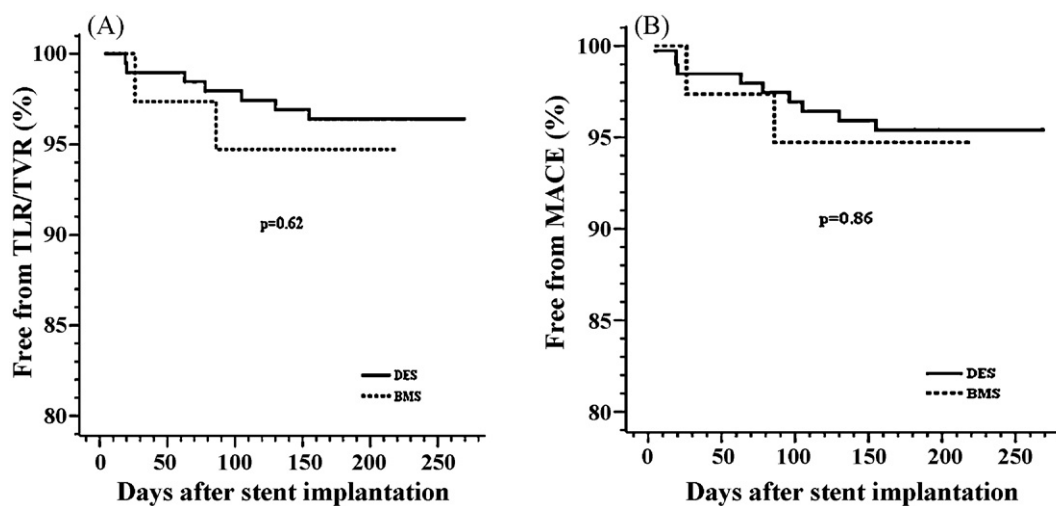 (A)
Free from TLR/TVR (%)
100
95
90
85
80
p=0.62
DES
BMS
0 50 100 150 200 250
Days after stent implantation
(B)
Free from MACE (%)
100
95
90
85
80
p=0.86
DES
BMS
0 50 100 150 200 250
Days after stent implantation